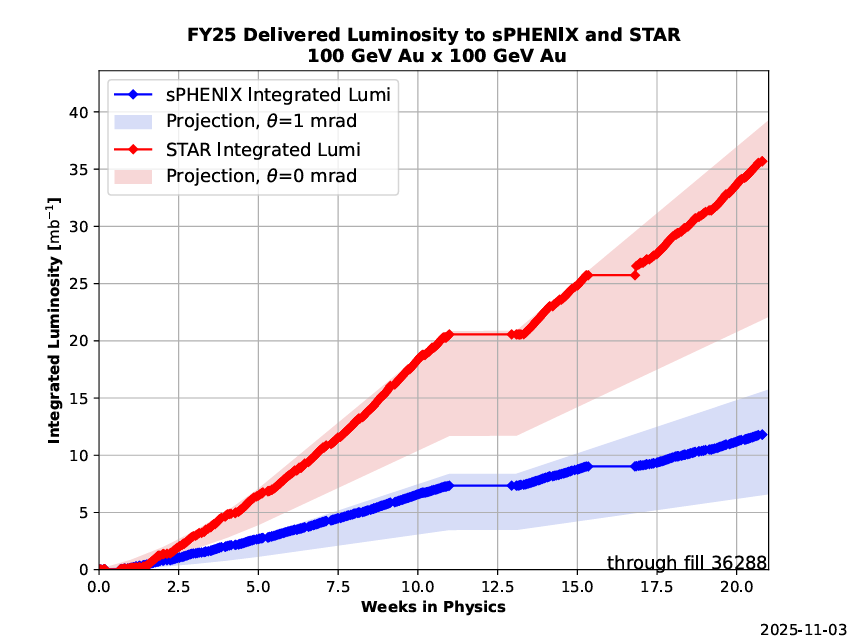 FY25 Delivered Luminosity to sPHENIX and STAR
100 GeV Au x 100 GeV Au
sPHENIX Integrated Lumi
Projection, θ=1 mrad
STAR Integrated Lumi
Projection, θ=0 mrad
Integrated Luminosity [mb⁻¹]
40
35
30
25
20
15
10
5
0
through fill 36288
0.0 2.5 5.0 7.5 10.0 12.5 15.0 17.5 20.0
Weeks in Physics
2025-11-03